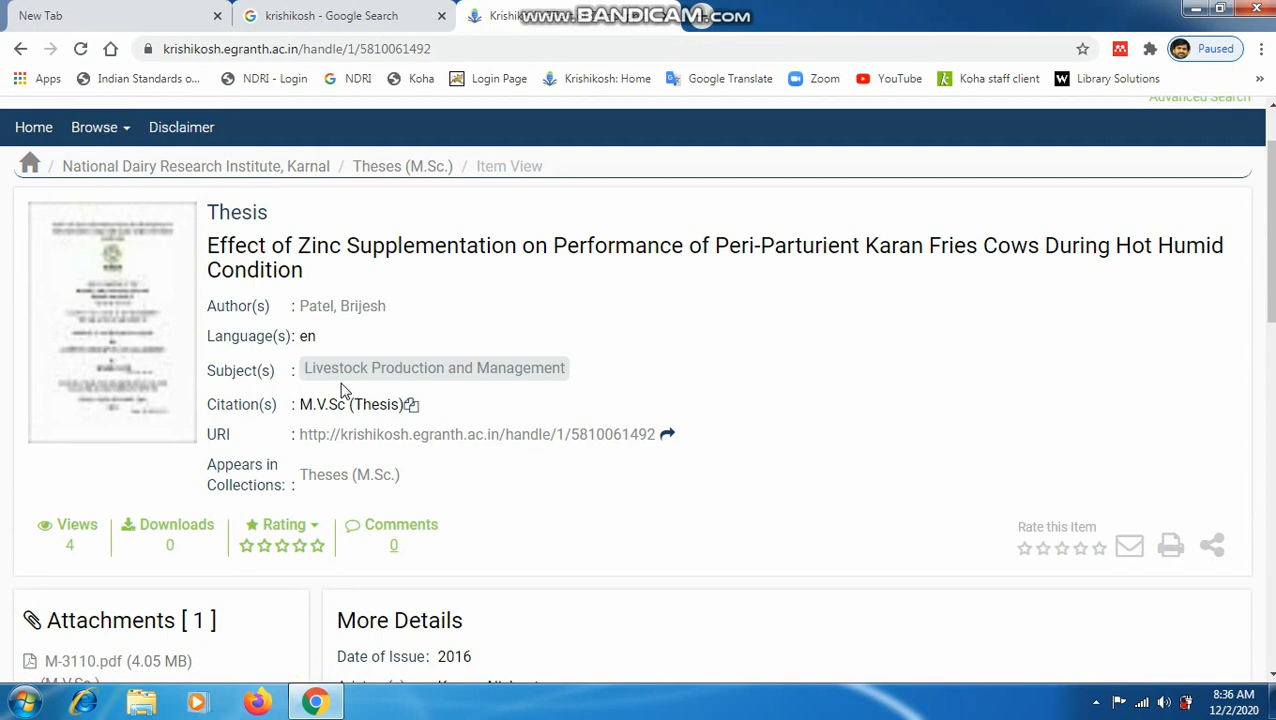 New Tab
krishikosh - Google Search
Krishik
www.BANDICAM.com
krishikosh.egranth.ac.in/handle/1/5810061492
Paused
Apps
Indian Standards o...
NDRI - Login
NDRI
Koha
Login Page
Krishikosh: Home
Google Translate
Zoom
YouTube
Koha staff client
Library Solutions
»
Advanced Search
Home
Browse
Disclaimer
/ National Dairy Research Institute, Karnal / Theses (M.Sc.) / Item View
Thesis
Effect of Zinc Supplementation on Performance of Peri-Parturient Karan Fries Cows During Hot Humid
Condition
Author(s) : Patel, Brijesh
Language(s): en
Subject(s) : Livestock Production and Management
Citation(s) : M.V.Sc (Thesis)
URI : http://krishikosh.egranth.ac.in/handle/1/5810061492
Appears in
Collections: : Theses (M.Sc.)
Views
4
Downloads
0
Rating
Comments
0
Rate this Item
Attachments [ 1 ]
M-3110.pdf (4.05 MB)
(M.V.Sc.)
More Details
Date of Issue: 2016
8:36 AM
12/2/2020